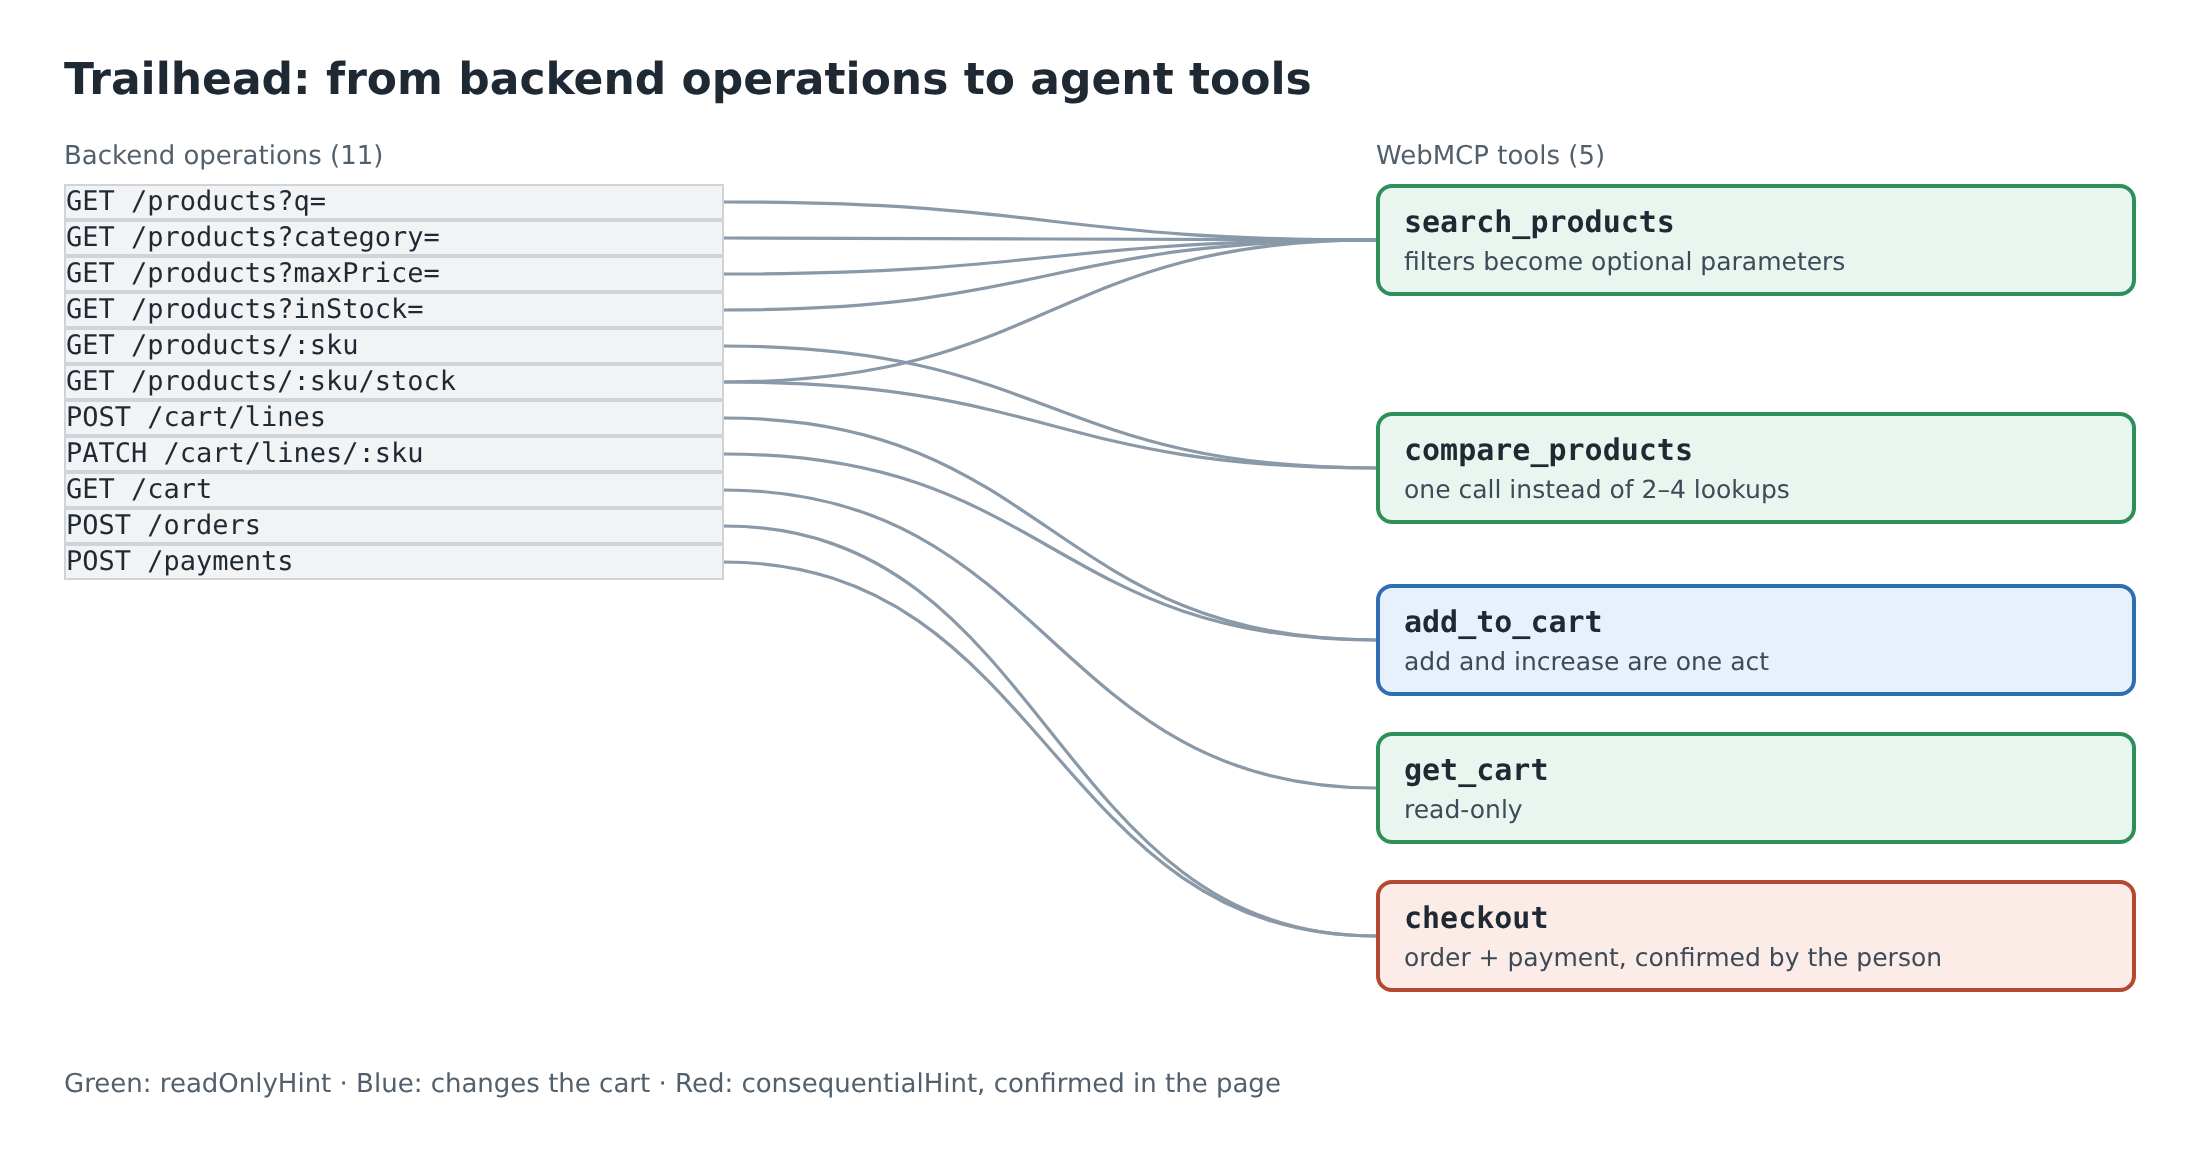 Trailhead: from backend operations to agent tools
Backend operations (11)
GET /products?q=
GET /products?category=
GET /products?maxPrice=
GET /products?inStock=
GET /products/:sku
GET /products/:sku/stock
POST /cart/lines
PATCH /cart/lines/:sku
GET /cart
POST /orders
POST /payments
WebMCP tools (5)
search_products
filters become optional parameters
compare_products
one call instead of 2–4 lookups
add_to_cart
add and increase are one act
get_cart
read-only
checkout
order + payment, confirmed by the person
Green: readOnlyHint · Blue: changes the cart · Red: consequentialHint, confirmed in the page